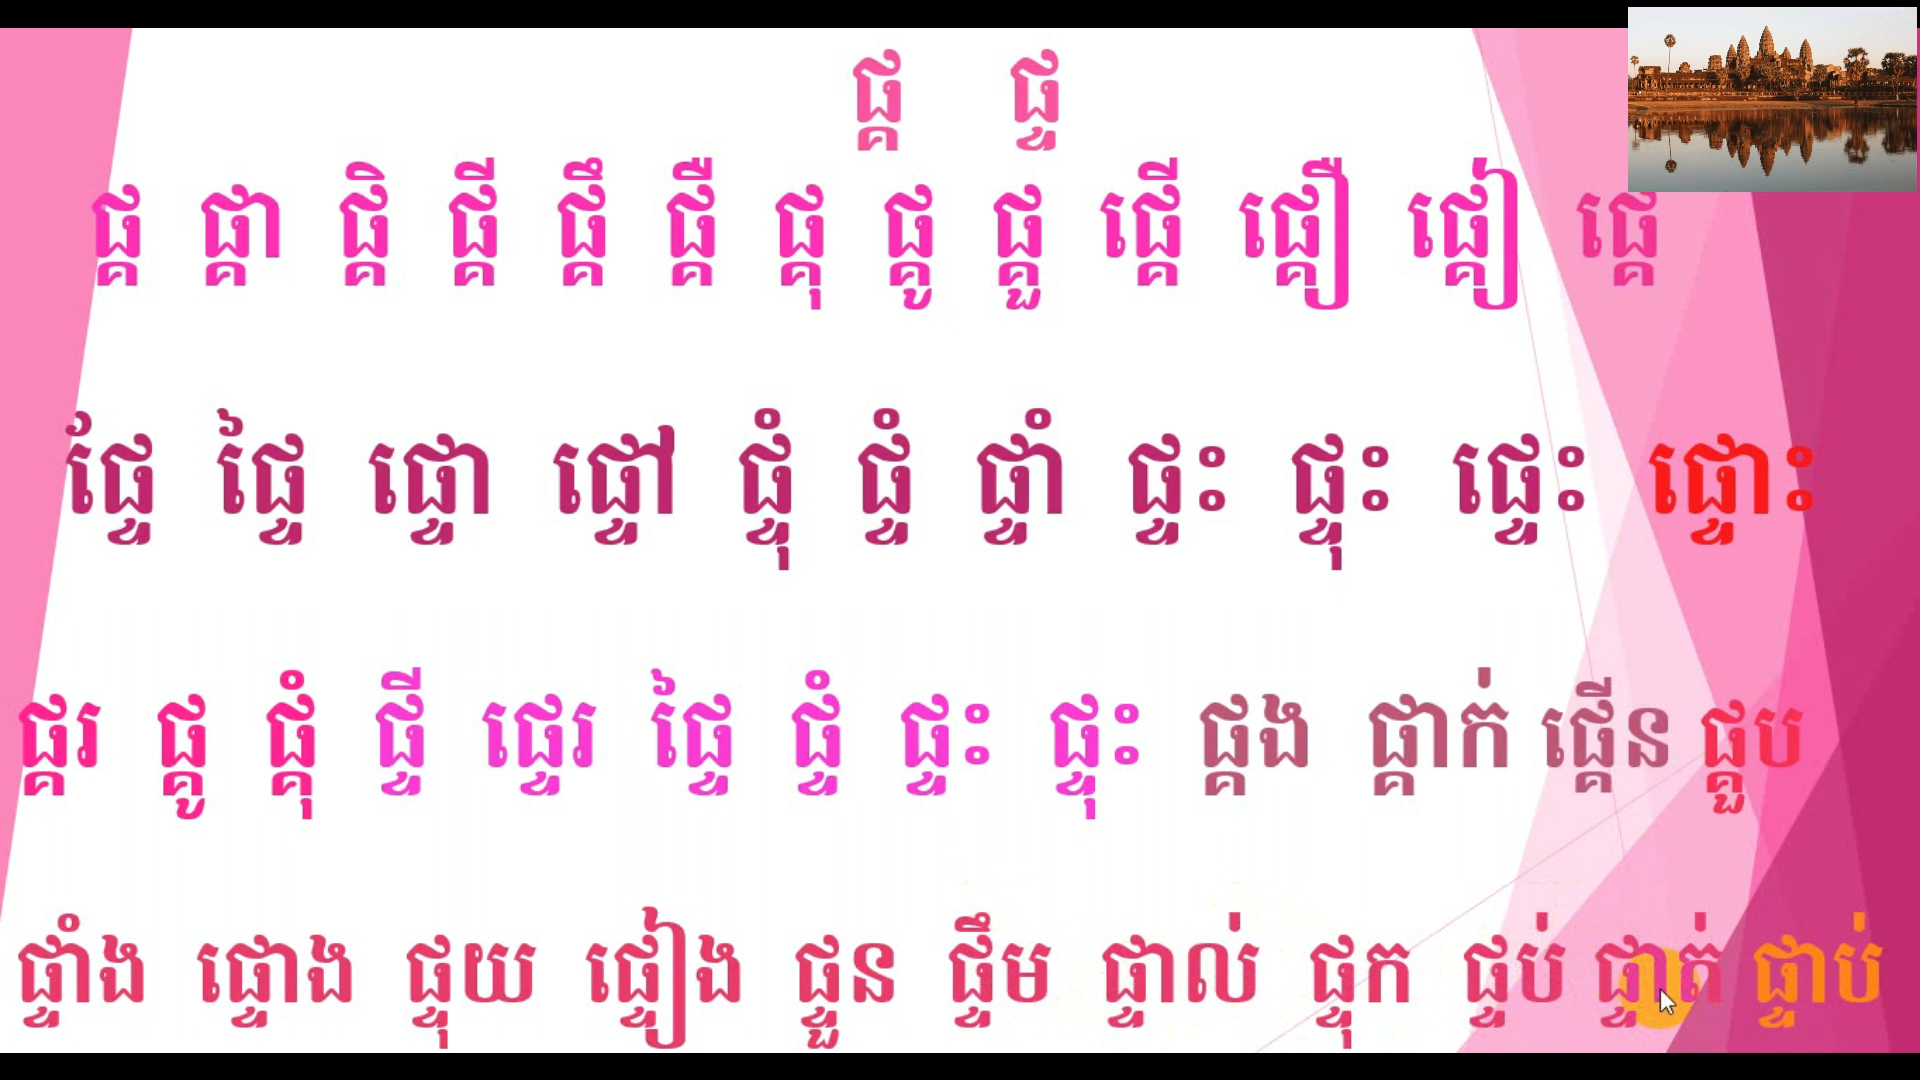 ផ្គ ផ្ទ
ផ្គ ផ្គា ផ្គិ ផ្គី ផ្គឹ ផ្គឺ ផ្គុ ផ្គូ ផ្គួ ផ្គើ ផ្គឿ ផ្គៀ ផ្គេ
ផ្ទែ ផ្ទៃ ផ្ទោ ផ្ទៅ ផ្ទុំ ផ្ទំ ផ្ទាំ ផ្ទះ ផ្ទុះ ផ្ទេះ ផ្ទោះ
ផ្គរ ផ្គូ ផ្គុំ ផ្ទី ផ្ទេរ ផ្ទៃ ផ្ទំ ផ្ទះ ផ្ទុះ ផ្គង ផ្គាក់ ផ្គើន ផ្គួប
ផ្ទាំង ផ្ទោង ផ្ទុយ ផ្ទៀង ផ្ទួន ផ្ទឹម ផ្ទាល់ ផ្ទុក ផ្ទប់ ផ្ទាត់ ផ្ទាប់